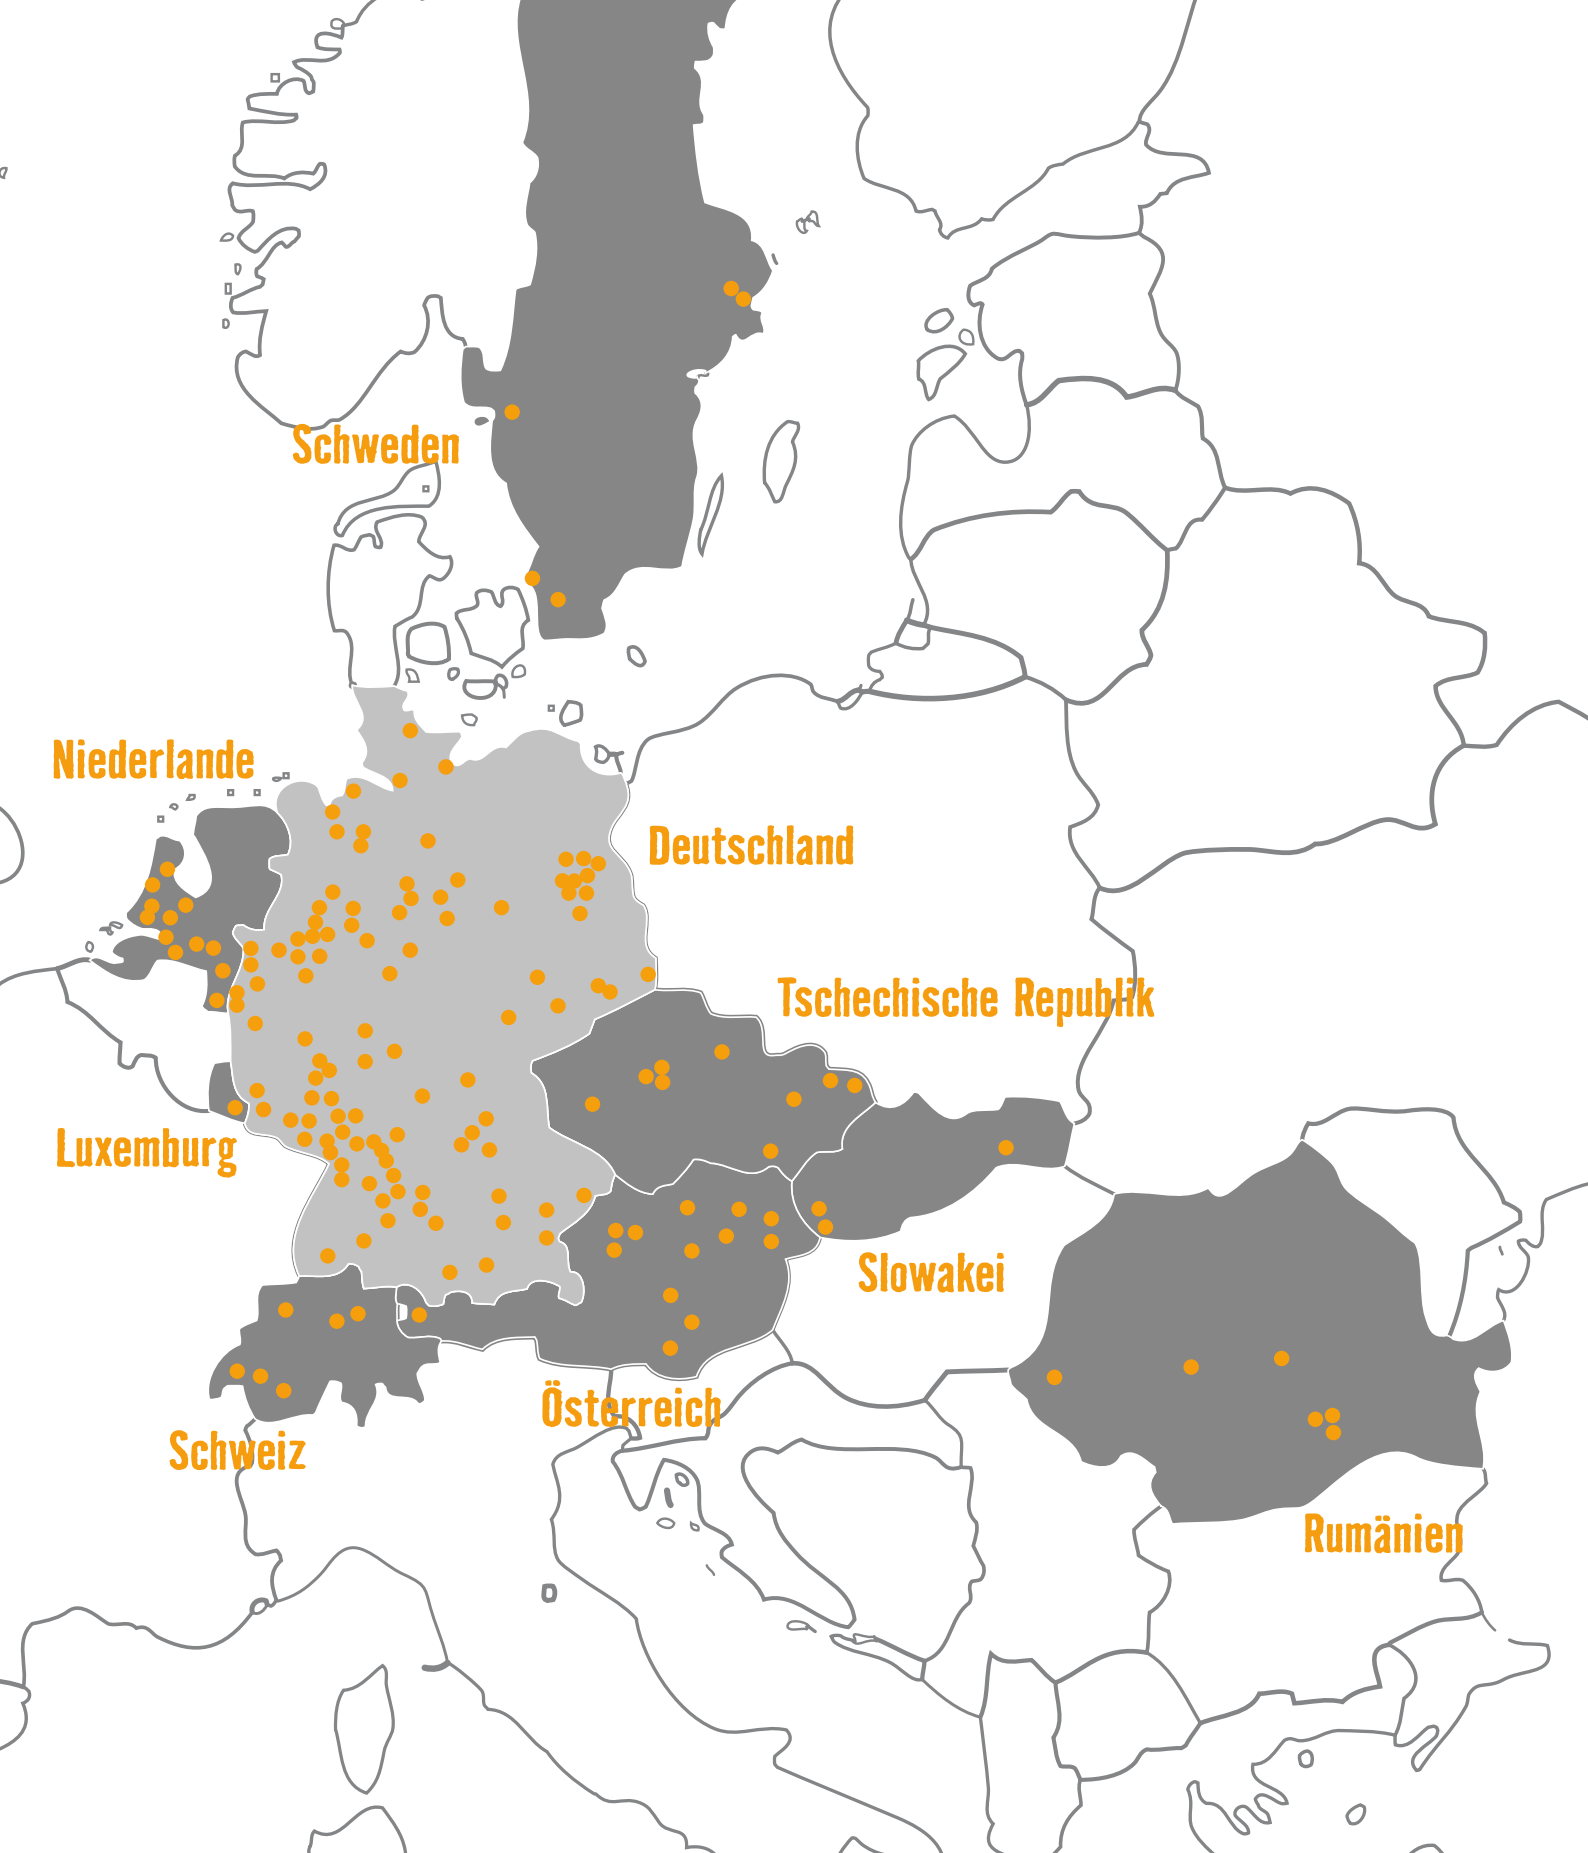 Schweden
Niederlande
Deutschland
Tschechische Republik
Luxemburg
Slowakei
Österreich
Schweiz
Rumänien